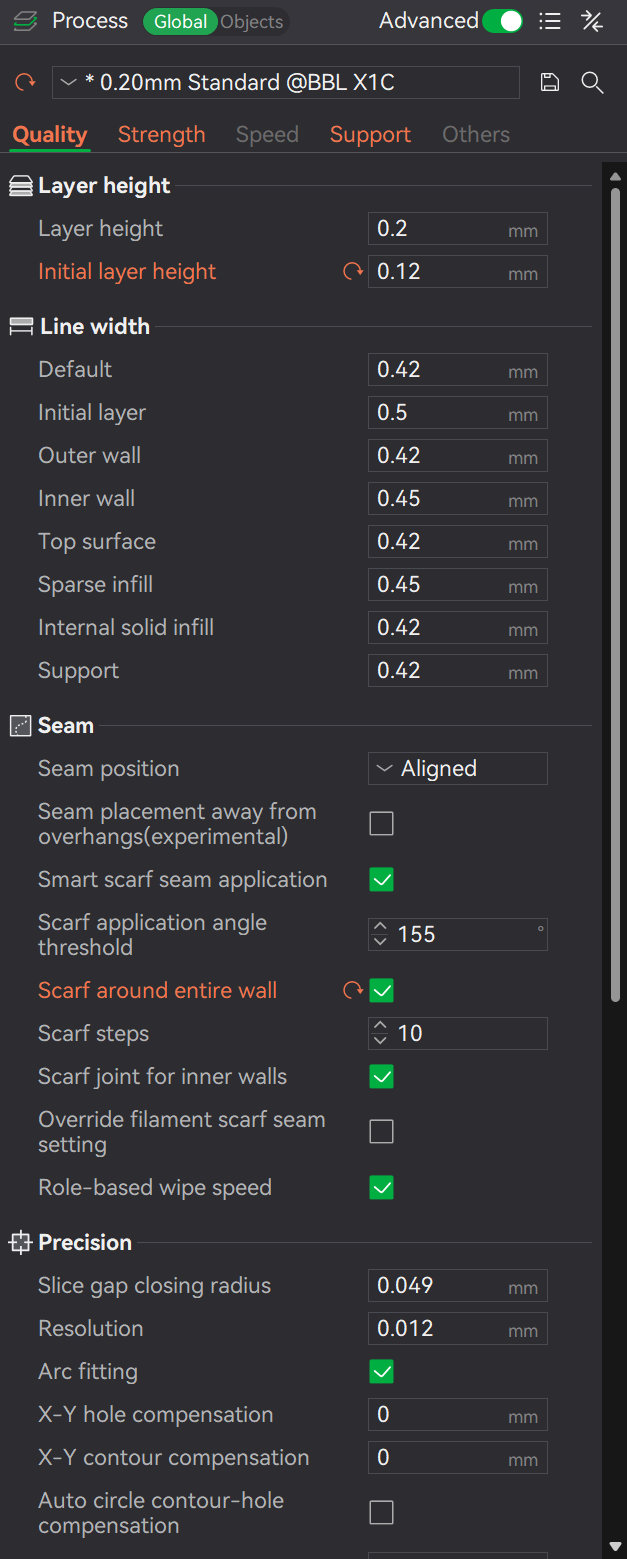 Process Global Objects Advanced
* 0.20mm Standard @BBL X1C
Quality Strength Speed Support Others
Layer height
Layer height 0.2 mm
Initial layer height 0.12 mm
Line width
Default 0.42 mm
Initial layer 0.5 mm
Outer wall 0.42 mm
Inner wall 0.45 mm
Top surface 0.42 mm
Sparse infill 0.45 mm
Internal solid infill 0.42 mm
Support 0.42 mm
Seam
Seam position Aligned
Seam placement away from
overhangs(experimental)
Smart scarf seam application
Scarf application angle
threshold 155 °
Scarf around entire wall
Scarf steps 10
Scarf joint for inner walls
Override filament scarf seam
setting
Role-based wipe speed
Precision
Slice gap closing radius 0.049 mm
Resolution 0.012 mm
Arc fitting
X-Y hole compensation 0 mm
X-Y contour compensation 0 mm
Auto circle contour-hole
compensation